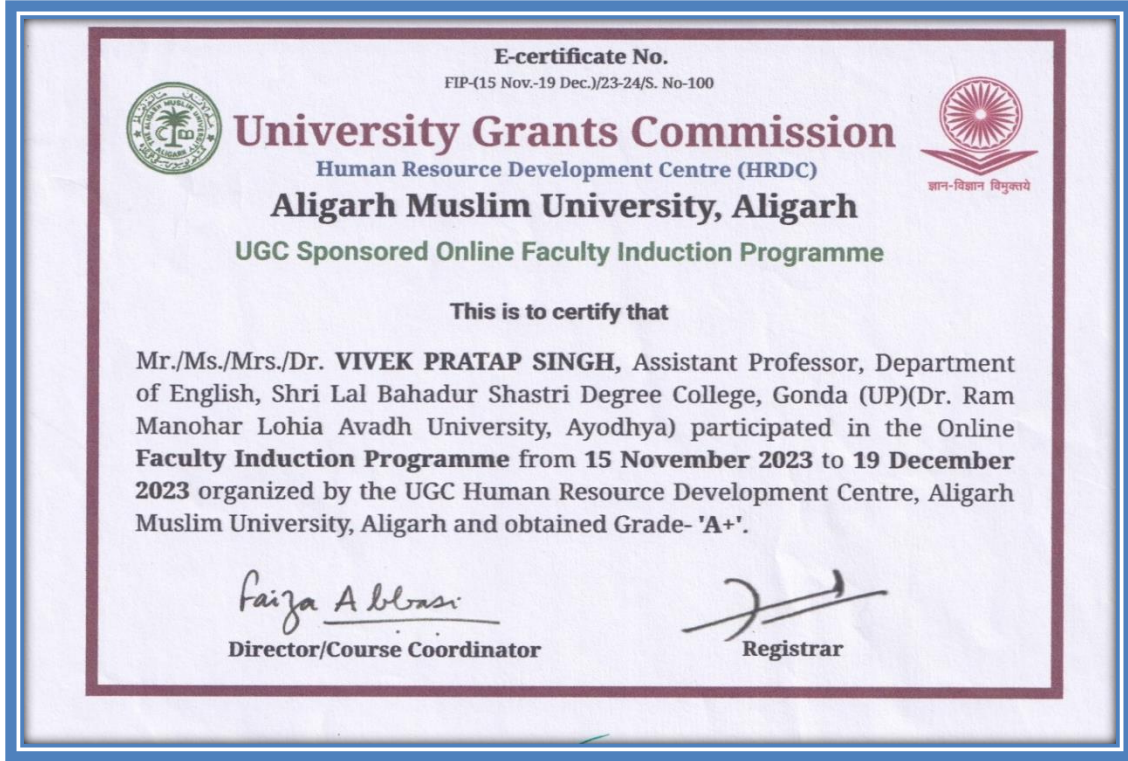 E-certificate No.
FIP-(15 Nov.-19 Dec.)/23-24/S. No-100
University Grants Commission
Human Resource Development Centre (HRDC)
Aligarh Muslim University, Aligarh
ज्ञान-विज्ञान विमुक्तये
UGC Sponsored Online Faculty Induction Programme
This is to certify that
Mr./Ms./Mrs./Dr. VIVEK PRATAP SINGH, Assistant Professor, Department
of English, Shri Lal Bahadur Shastri Degree College, Gonda (UP)(Dr. Ram
Manohar Lohia Avadh University, Ayodhya) participated in the Online
Faculty Induction Programme from 15 November 2023 to 19 December
2023 organized by the UGC Human Resource Development Centre, Aligarh
Muslim University, Aligarh and obtained Grade- 'A+'.
Faiza Abbasi
Director/Course Coordinator
Registrar